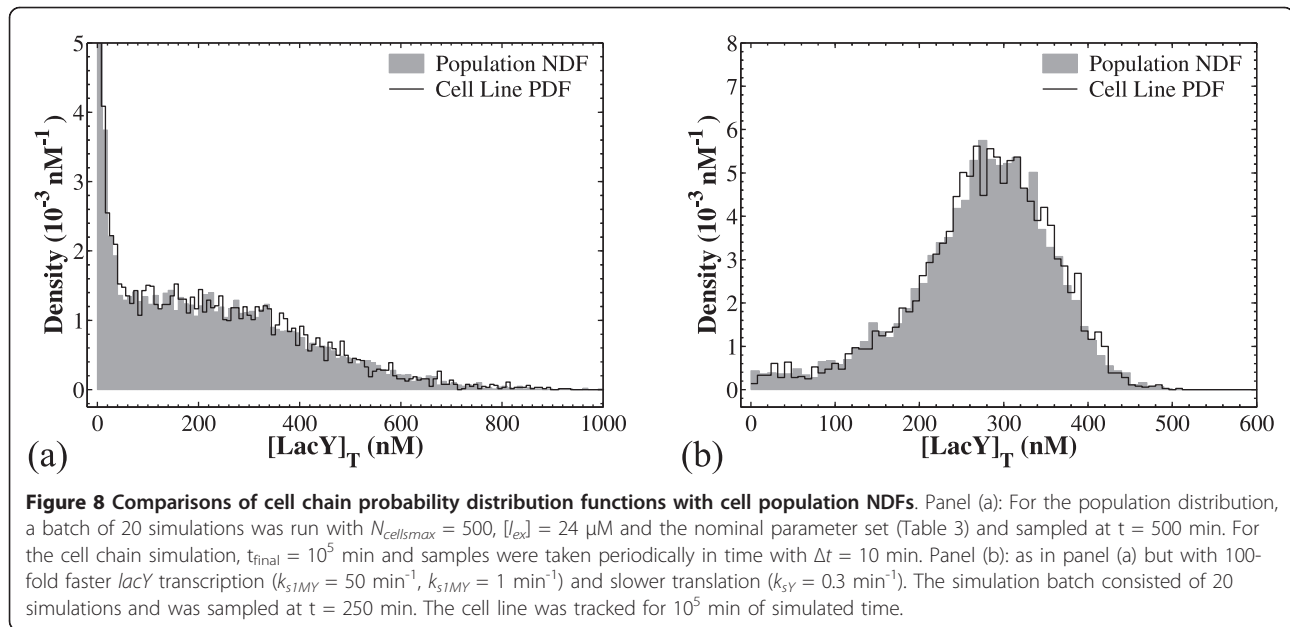 5
4
3
2
1
0
Density (10-3 nM-1)
0 200 400 600 800 1000
[LacY]T (nM)
Population NDF
Cell Line PDF
(a)
8
7
6
5
4
3
2
1
0
Density (10-3 nM-1)
0 100 200 300 400 500 600
[LacY]T (nM)
Population NDF
Cell Line PDF
(b)
Figure 8 Comparisons of cell chain probability distribution functions with cell population NDFs. Panel (a): For the population distribution,
a batch of 20 simulations was run with Ncellsmax = 500, [Iex] = 24 μM and the nominal parameter set (Table 3) and sampled at t = 500 min. For
the cell chain simulation, tfinal = 10⁵ min and samples were taken periodically in time with Δt = 10 min. Panel (b): as in panel (a) but with 100-
fold faster lacY transcription (ks1MY = 50 min-1, ks1MY = 1 min-1) and slower translation (ksY = 0.3 min-1). The simulation batch consisted of 20
simulations and was sampled at t = 250 min. The cell line was tracked for 10⁵ min of simulated time.